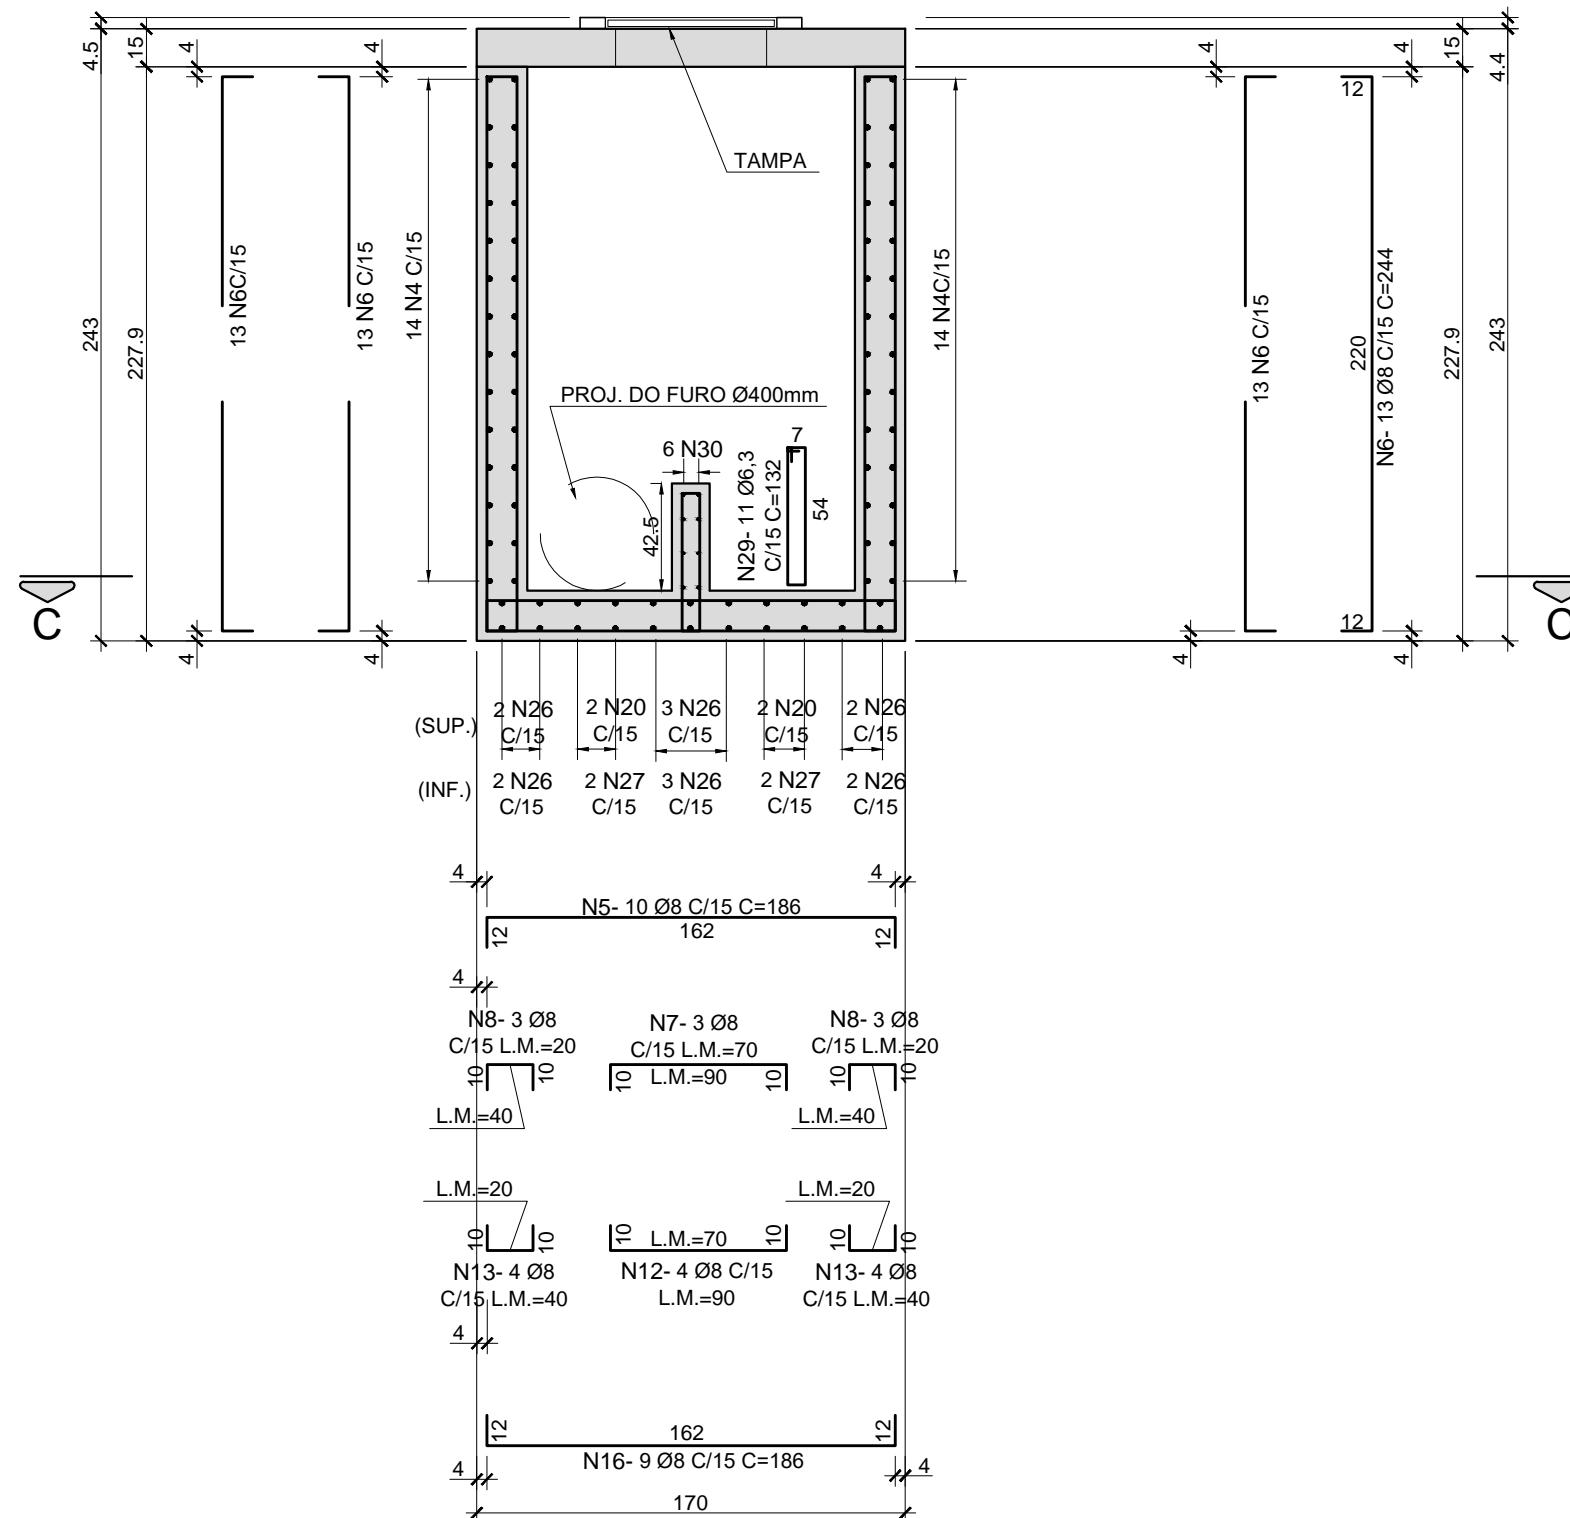 4.5
15
4
4
4
4
15
4.4
12
TAMPA
243
227.9
13 N6C/15
13 N6 C/15
14 N4 C/15
14 N4C/15
13 N6 C/15
220
N6- 13 Ø8 C/15 C=244
227.9
243
PROJ. DO FURO Ø400mm
6 N30
7
42.5
N29- 11 Ø6,3
C/15 C=132
54
C
C
12
4
4
4
4
(SUP.)
2 N26
C/15
2 N20
C/15
3 N26
C/15
2 N20
C/15
2 N26
C/15
(INF.)
2 N26
C/15
2 N27
C/15
3 N26
C/15
2 N27
C/15
2 N26
C/15
4
4
N5- 10 Ø8 C/15 C=186
12
162
12
4
N8- 3 Ø8
C/15 L.M.=20
N7- 3 Ø8
C/15 L.M.=70
N8- 3 Ø8
C/15 L.M.=20
10
10
10
L.M.=90
10
10
10
L.M.=40
L.M.=40
L.M.=20
L.M.=20
10
10
10
L.M.=70
10
10
10
N13- 4 Ø8
C/15 L.M.=40
N12- 4 Ø8 C/15
L.M.=90
N13- 4 Ø8
C/15 L.M.=40
4
12
162
12
N16- 9 Ø8 C/15 C=186
4
4
170